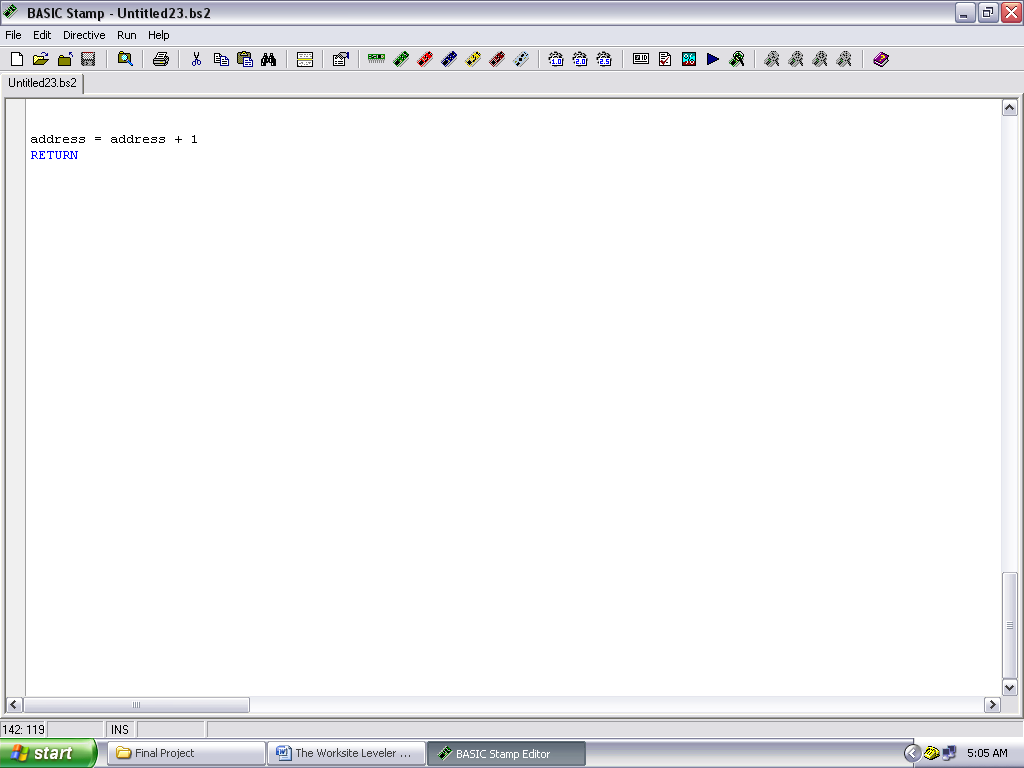 BASIC Stamp - Untitled23.bs2
File Edit Directive Run Help
Untitled23.bs2
address = address + 1
RETURN
142: 119 INS
start Final Project The Worksite Leveler ... BASIC Stamp Editor 5:05 AM